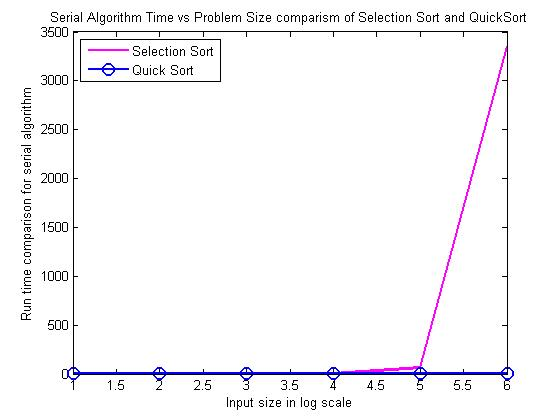 Serial Algorithm Time vs Problem Size comparism of Selection Sort and QuickSort
Selection Sort
Quick Sort
Run time comparison for serial algorithm
3500
3000
2500
2000
1500
1000
500
0
1 1.5 2 2.5 3 3.5 4 4.5 5 5.5 6
Input size in log scale